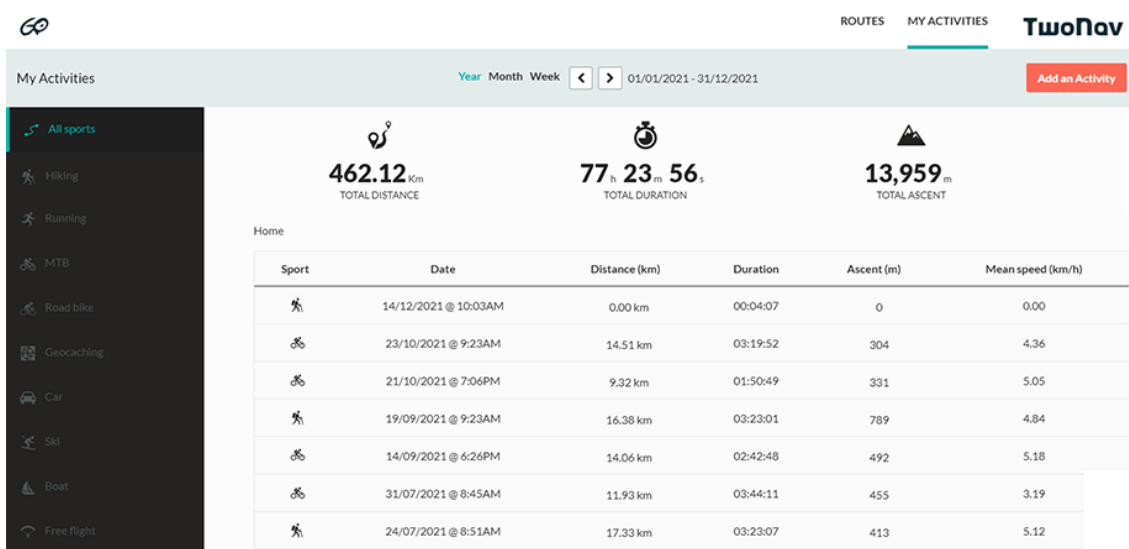 GO
ROUTES MY ACTIVITIES TwoNav
My Activities Year Month Week < > 01/01/2021 - 31/12/2021 Add an Activity
All sports
Hiking
Running
MTB
Road bike
Geocaching
Car
Ski
Boat
Free flight
462.12 Km
TOTAL DISTANCE
77 h 23 m 56 s
TOTAL DURATION
13,959 m
TOTAL ASCENT
Home
Sport Date Distance (km) Duration Ascent (m) Mean speed (km/h)
14/12/2021 @ 10:03AM 0.00 km 00:04:07 0 0.00
23/10/2021 @ 9:23AM 14.51 km 03:19:52 304 4.36
21/10/2021 @ 7:06PM 9.32 km 01:50:49 331 5.05
19/09/2021 @ 9:23AM 16.38 km 03:23:01 789 4.84
14/09/2021 @ 6:26PM 14.06 km 02:42:48 492 5.18
31/07/2021 @ 8:45AM 11.93 km 03:44:11 455 3.19
24/07/2021 @ 8:51AM 17.33 km 03:23:07 413 5.12